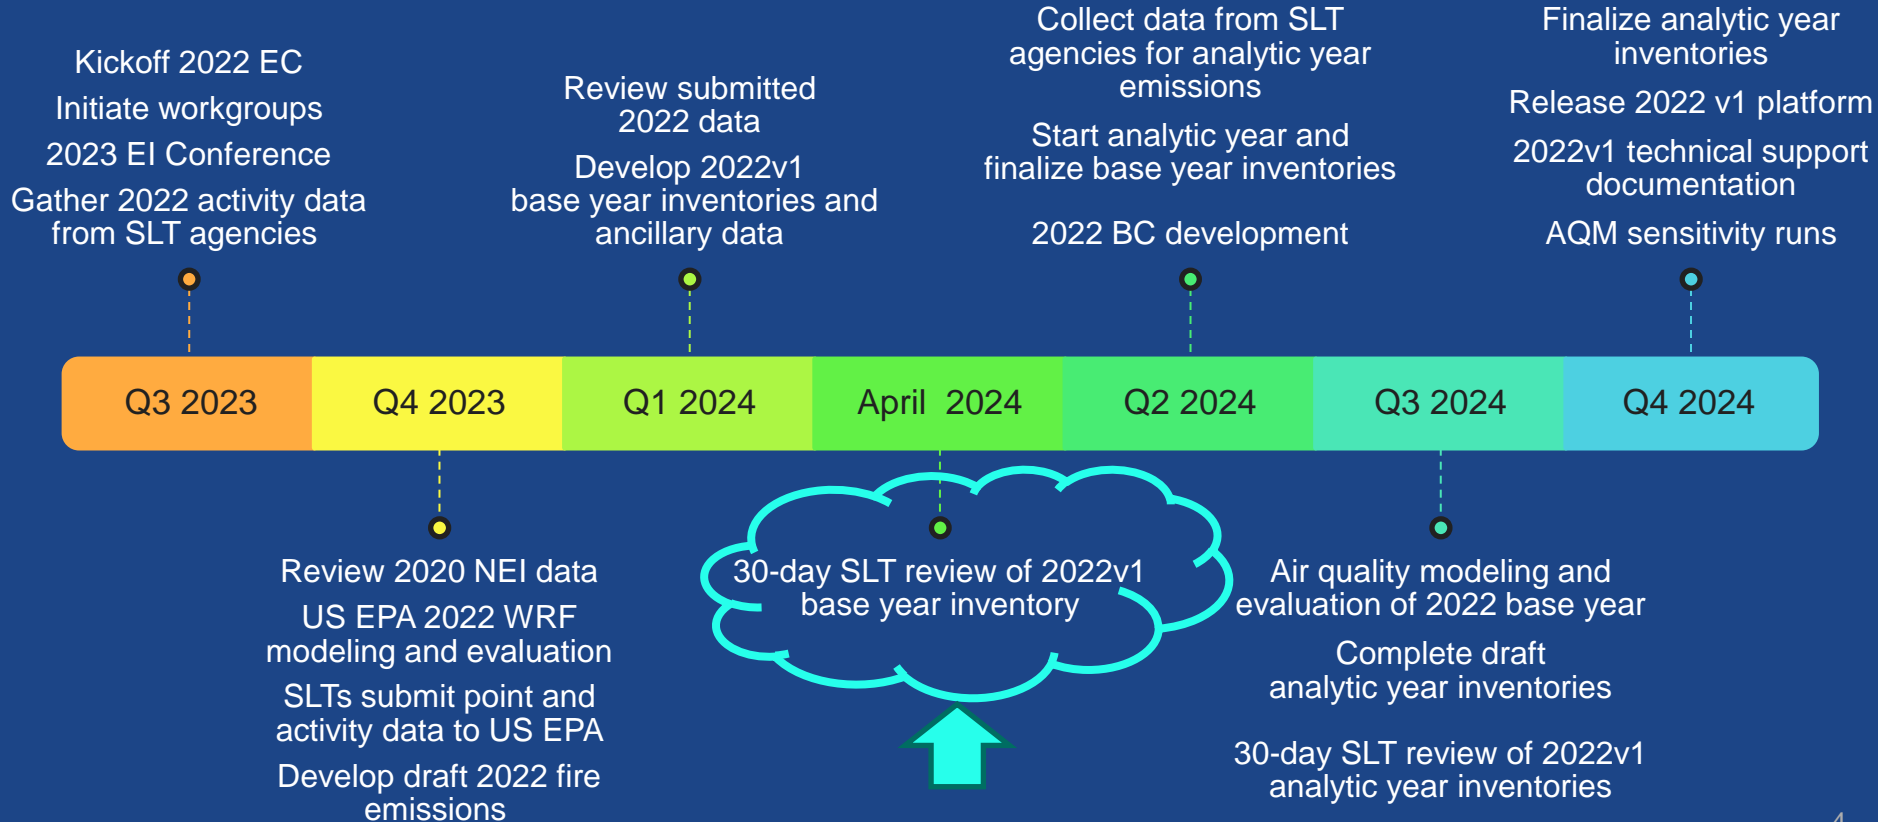 Kickoff 2022 EC
Initiate workgroups
2023 EI Conference
Gather 2022 activity data
from SLT agencies
Review submitted
2022 data
Develop 2022v1
base year inventories and
ancillary data
Collect data from SLT
agencies for analytic year
emissions
Start analytic year and
finalize base year inventories
2022 BC development
Finalize analytic year
inventories
Release 2022 v1 platform
2022v1 technical support
documentation
AQM sensitivity runs
Q3 2023
Q4 2023
Q1 2024
April 2024
Q2 2024
Q3 2024
Q4 2024
Review 2020 NEI data
US EPA 2022 WRF
modeling and evaluation
SLTs submit point and
activity data to US EPA
Develop draft 2022 fire
emissions
30-day SLT review of 2022v1
base year inventory
Air quality modeling and
evaluation of 2022 base year
Complete draft
analytic year inventories
30-day SLT review of 2022v1
analytic year inventories
4